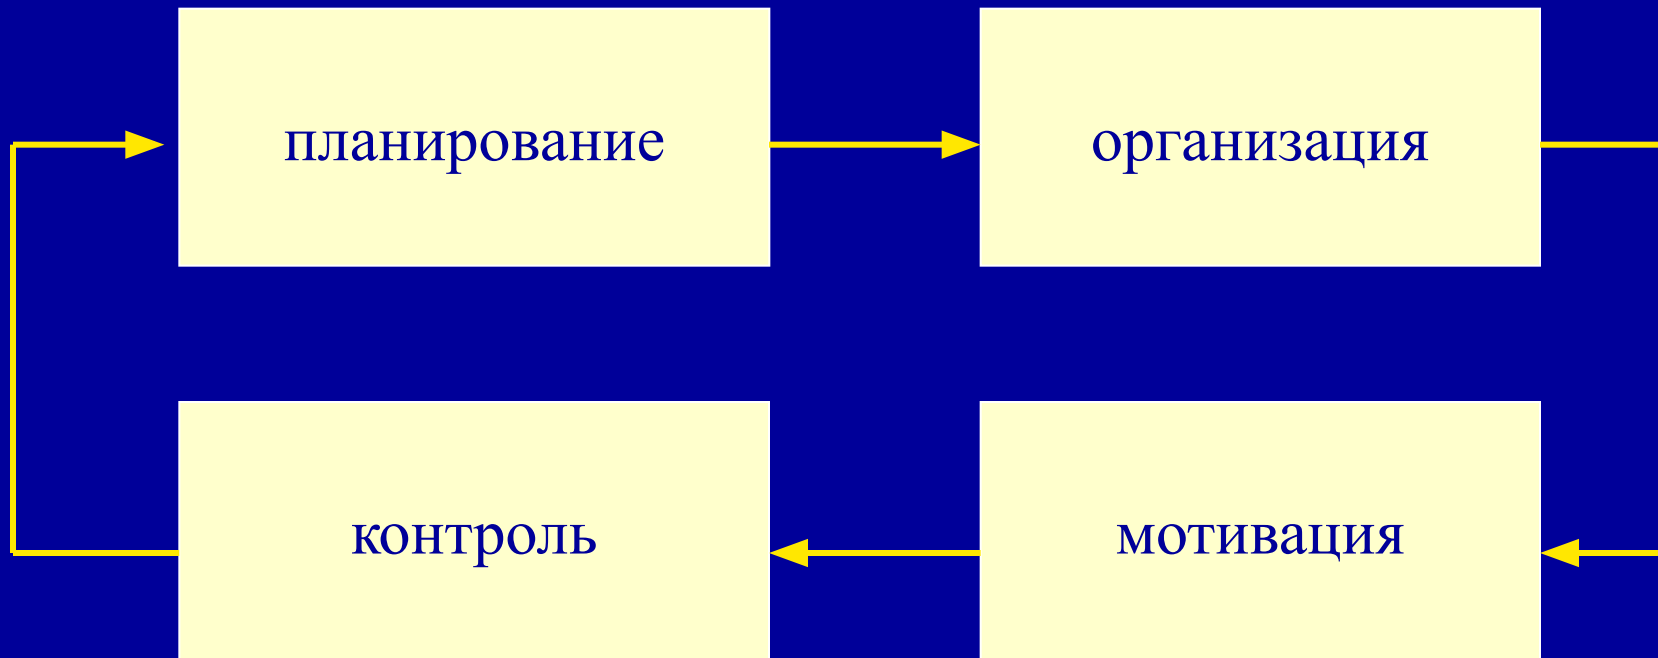 планирование
организация
контроль
мотивация